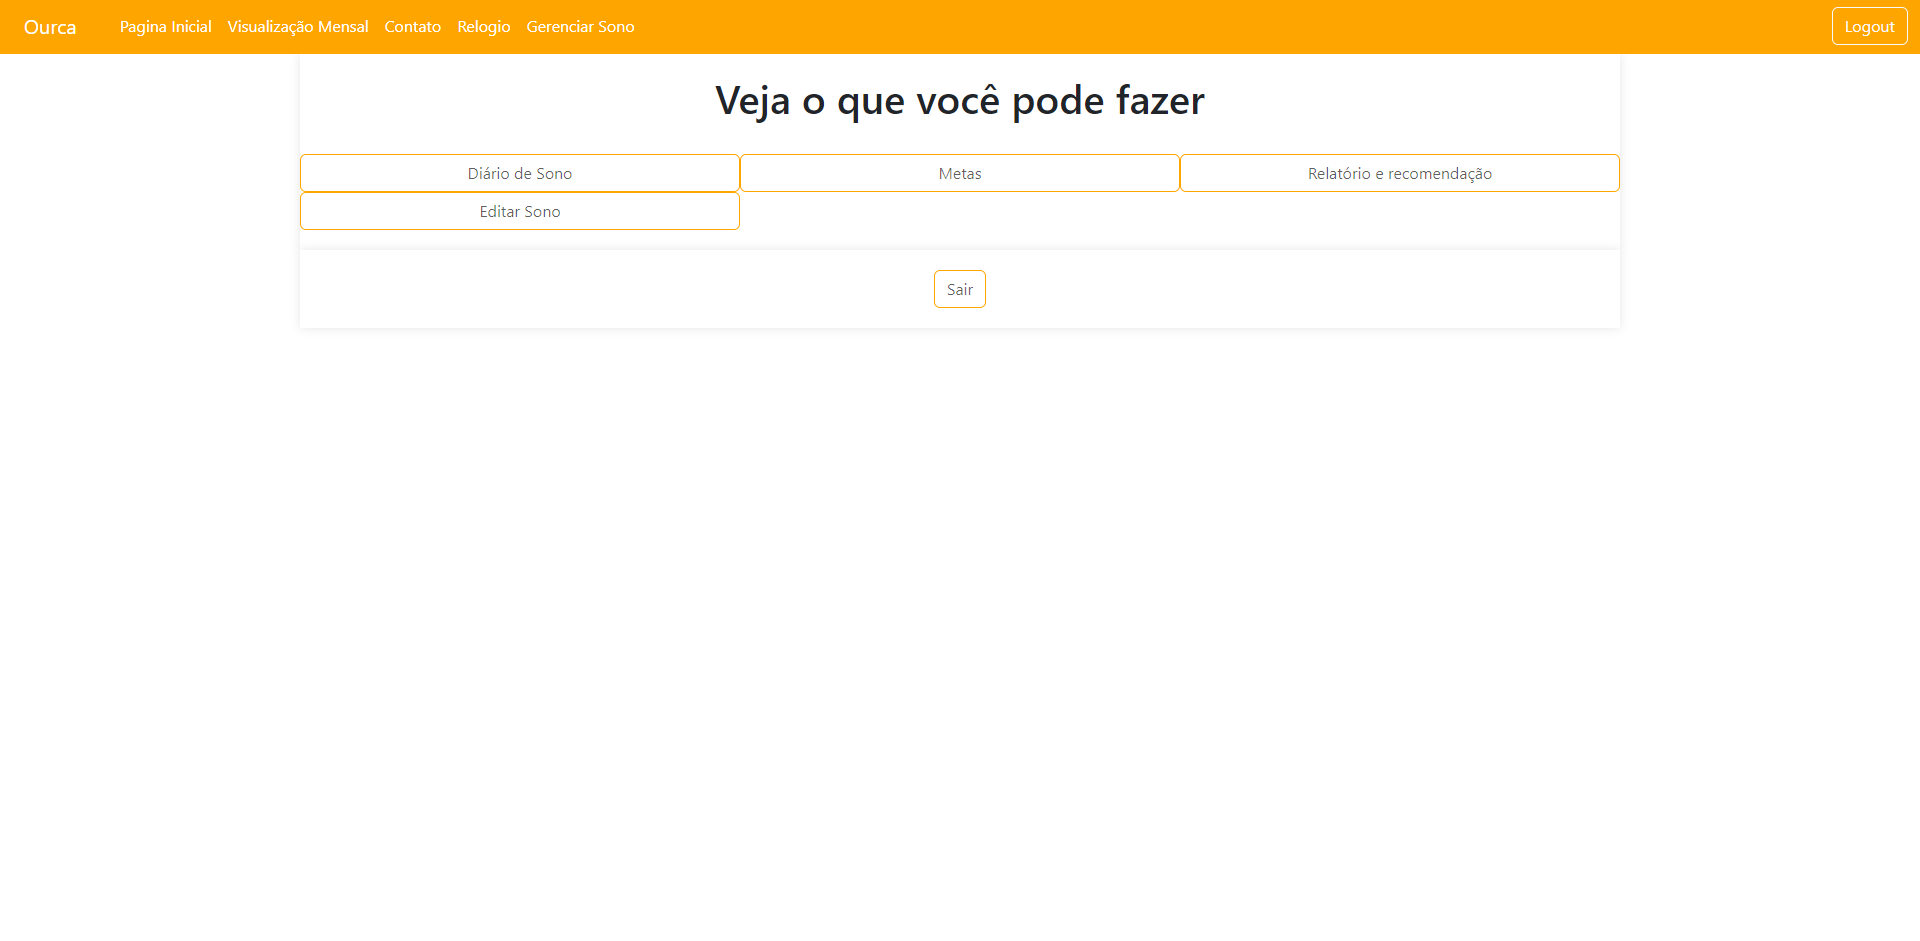 Ourca Pagina Inicial Visualização Mensal Contato Relogio Gerenciar Sono Logout
Veja o que você pode fazer
Diário de Sono Metas Relatório e recomendação
Editar Sono
Sair